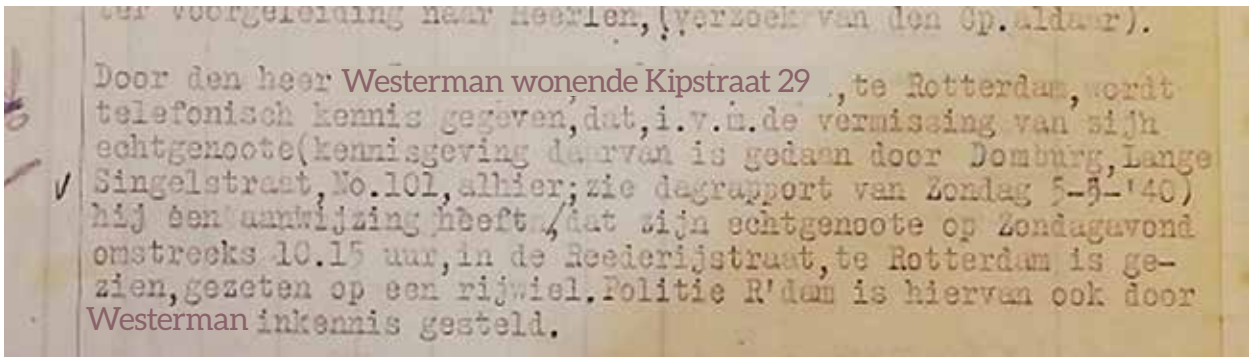 ter voorgeleiding naar Heerlen,(verzoek van den Op.aldaar).
Door den heer Westerman wonende Kipstraat 29 ,te Rotterdam,wordt
telefonisch kennis gegeven,dat,i.v.m.de vermissing van zijh
echtgenoote(kennisgeving daarvan is gedaan door Domburg,Lange
Singelstraat,No.101,alhier;zie dagrapport van Zondag 5-5-'40)
hij een aanwijzing heeft,dat zijn echtgenoote op Zondagavond
omstreeks 10.15 uur,in de Reederijstraat,te Rotterdam is ge-
zien,gezeten op een rijwiel.Politie R'dam is hiervan ook door
Westerman inkennis gesteld.